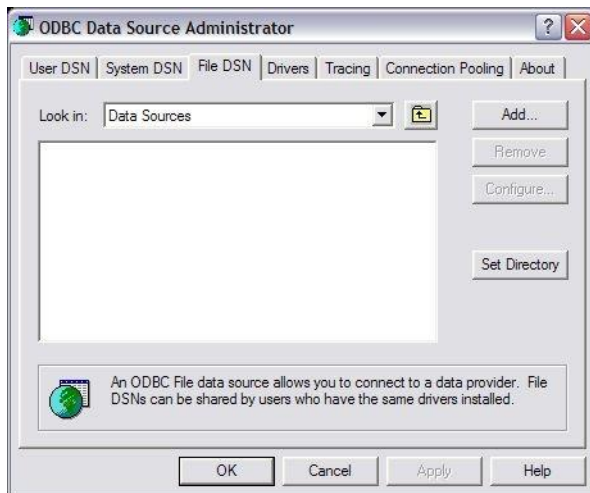 ODBC Data Source Administrator
User DSN System DSN File DSN Drivers Tracing Connection Pooling About
Look in: Data Sources Add...
Remove
Configure...
Set Directory
An ODBC File data source allows you to connect to a data provider. File
DSNs can be shared by users who have the same drivers installed.
OK Cancel Apply Help